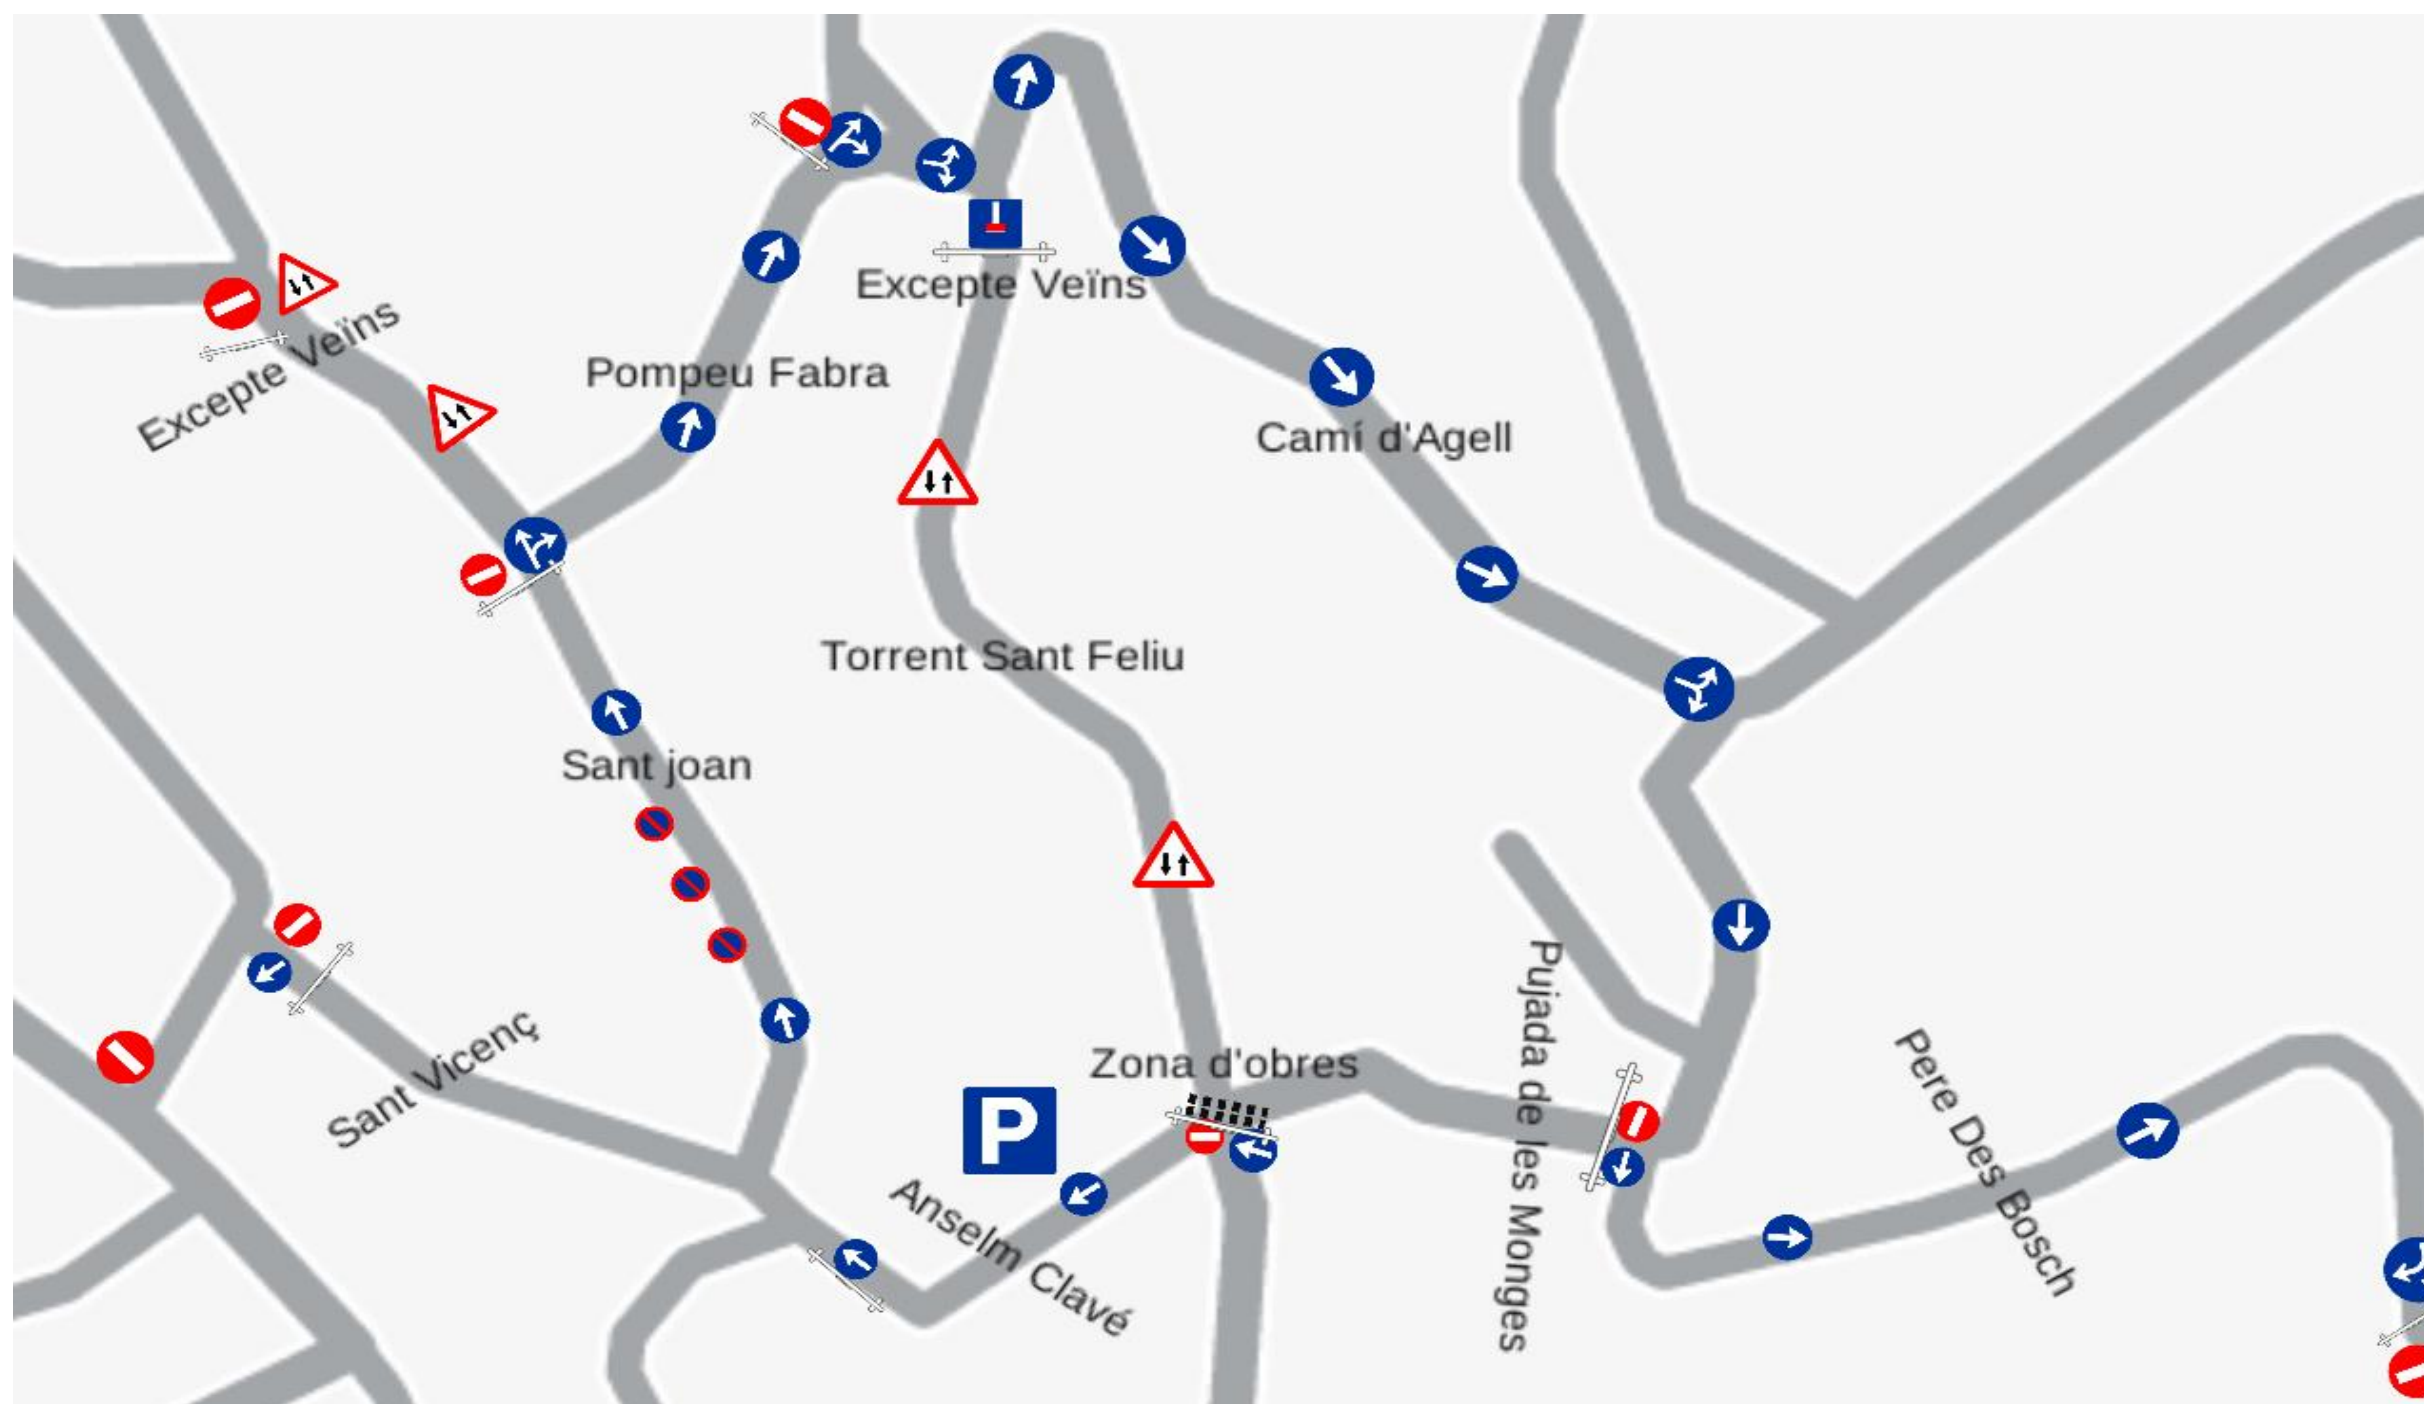 Excepte Veïns
Excepte Veïns
Pompeu Fabra
Camí d'Agell
Torrent Sant Feliu
Sant joan
Sant Vicenç
Zona d'obres
P
Anselm Clavé
Pujada de les Monges
Pere Des Bosch